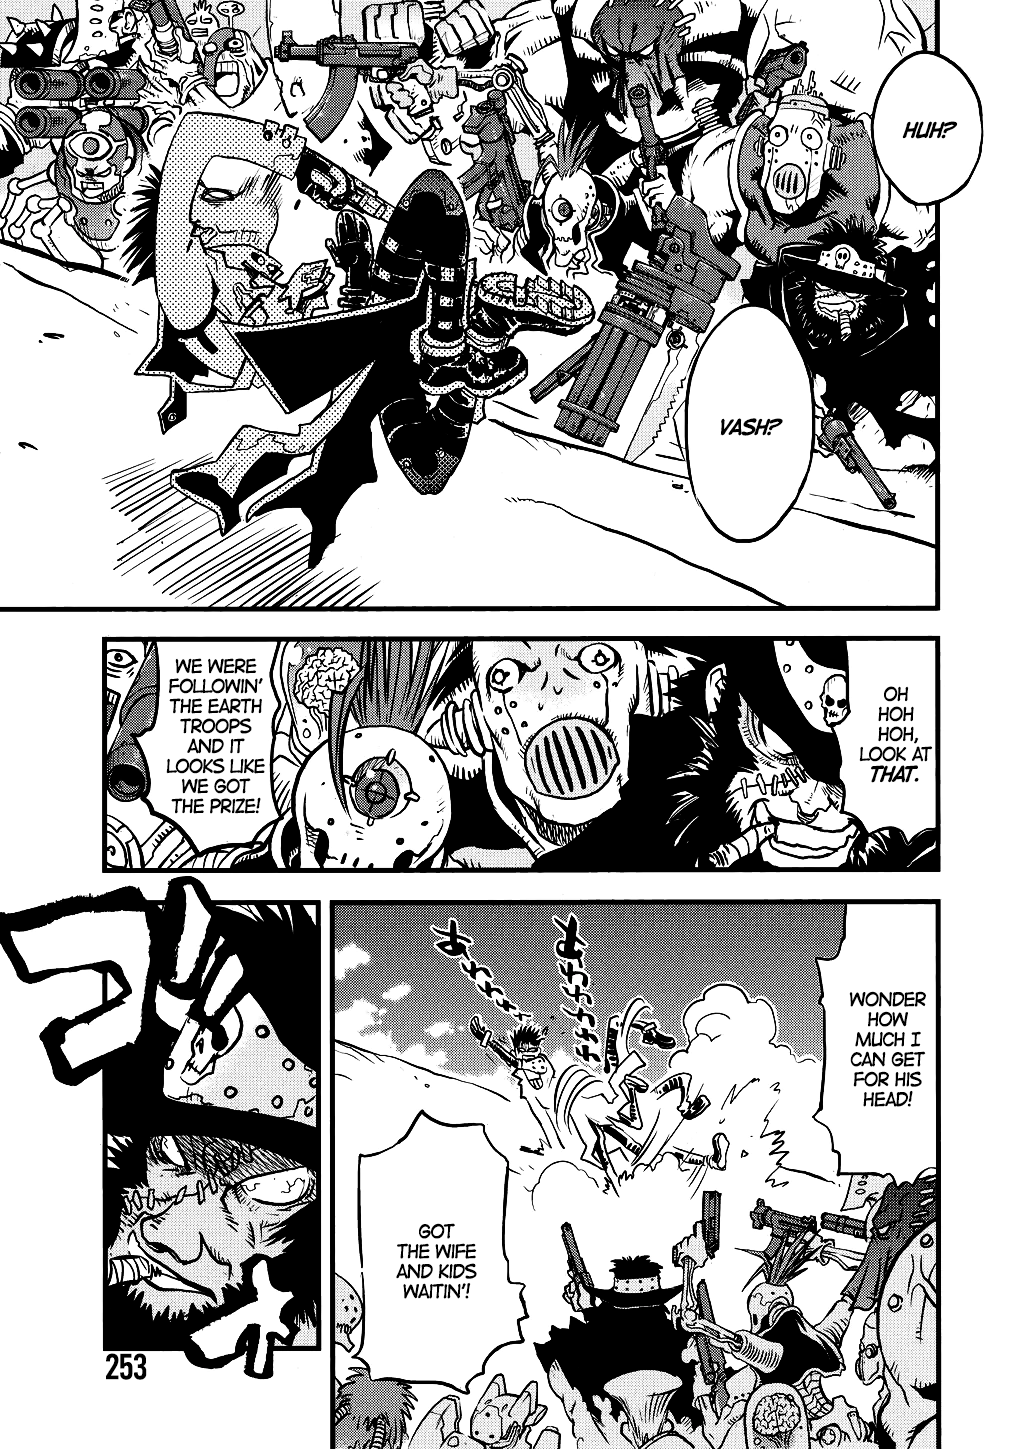 HUH?
VASH?
OH
HOH
HOH,
LOOK AT
THAT.
WE WERE
FOLLOWIN'
THE EARTH
TROOPS
AND IT
LOOKS LIKE
WE GOT
THE PRIZE!
WONDER
HOW
MUCH I
CAN GET
FOR HIS
HEAD!
GOT
THE WIFE
AND KIDS
WAITIN'!
253